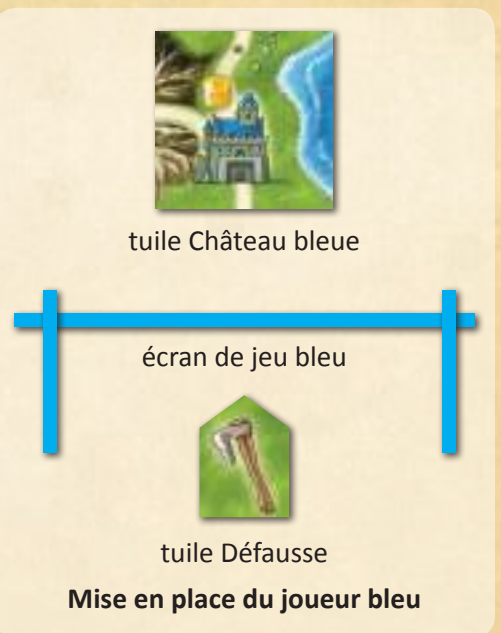 tuile Château bleue
écran de jeu bleu
tuile Défausse
Mise en place du joueur bleu